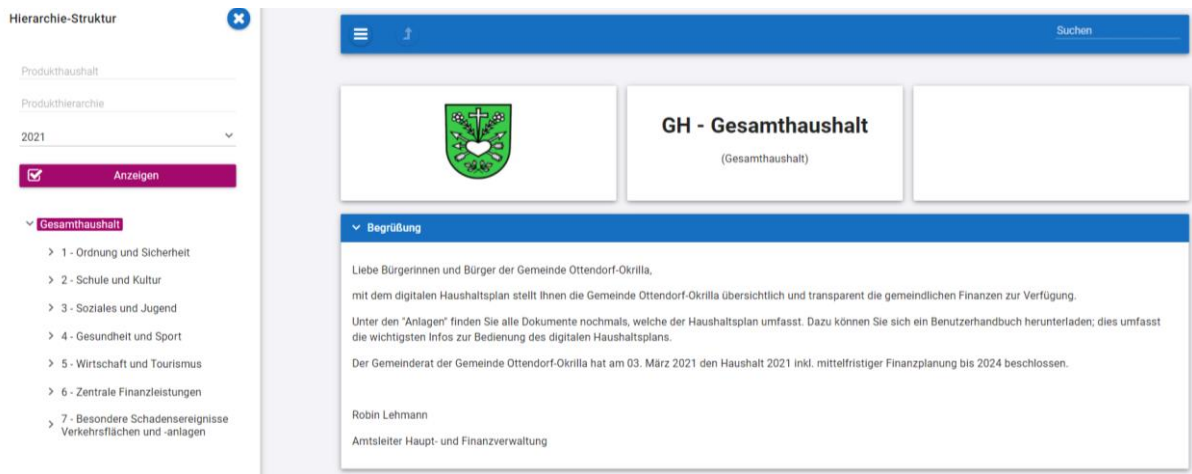 Hierarchie-Struktur
Produkthaushalt
Produkthierarchie
2021
Anzeigen
Gesamthaushalt
1 - Ordnung und Sicherheit
2 - Schule und Kultur
3 - Soziales und Jugend
4 - Gesundheit und Sport
5 - Wirtschaft und Tourismus
6 - Zentrale Finanzleistungen
7 - Besondere Schadensereignisse
Verkehrsflächen und -anlagen
Suchen
GH - Gesamthaushalt
(Gesamthaushalt)
Begrüßung
Liebe Bürgerinnen und Bürger der Gemeinde Ottendorf-Okrilla,
mit dem digitalen Haushaltsplan stellt Ihnen die Gemeinde Ottendorf-Okrilla übersichtlich und transparent die gemeindlichen Finanzen zur Verfügung.
Unter den "Anlagen" finden Sie alle Dokumente nochmals, welche der Haushaltsplan umfasst. Dazu können Sie sich ein Benutzerhandbuch herunterladen; dies umfasst
die wichtigsten Infos zur Bedienung des digitalen Haushaltsplans.
Der Gemeinderat der Gemeinde Ottendorf-Okrilla hat am 03. März 2021 den Haushalt 2021 inkl. mittelfristiger Finanzplanung bis 2024 beschlossen.
Robin Lehmann
Amtsleiter Haupt- und Finanzverwaltung